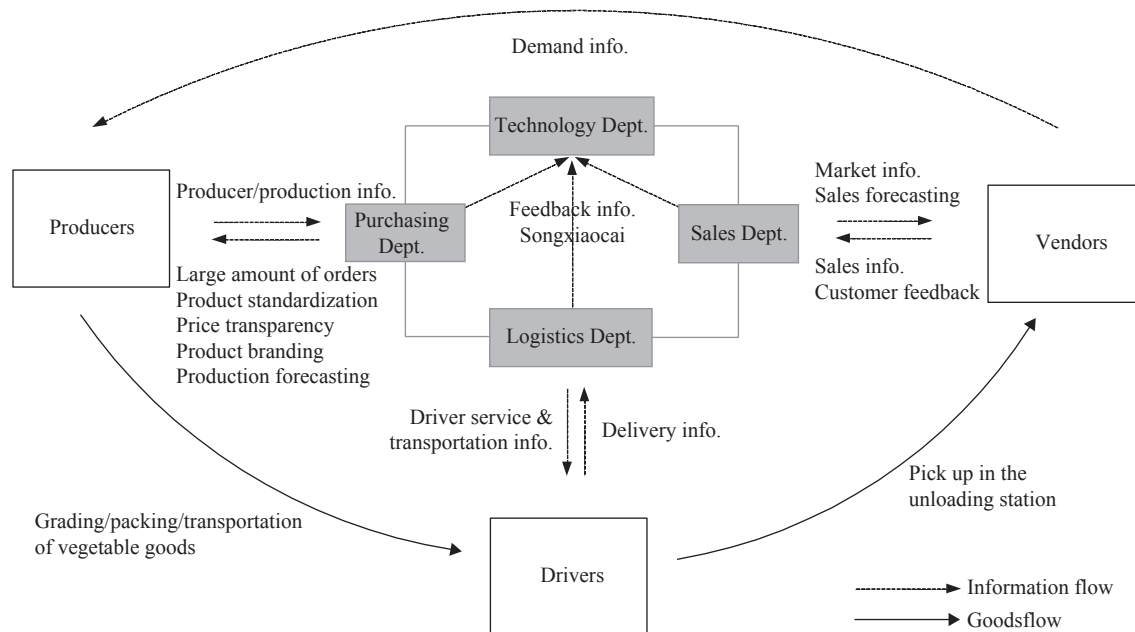 Demand info.
Technology Dept.
Producers
Producer/production info.
Purchasing
Dept.
Large amount of orders
Product standardization
Price transparency
Product branding
Production forecasting
Feedback info.
Songxiaocai
Sales Dept.
Market info.
Sales forecasting
Sales info.
Customer feedback
Vendors
Logistics Dept.
Driver service &
transportation info.
Delivery info.
Grading/packing/transportation
of vegetable goods
Pick up in the
unloading station
Drivers
Information flow
Goodsflow